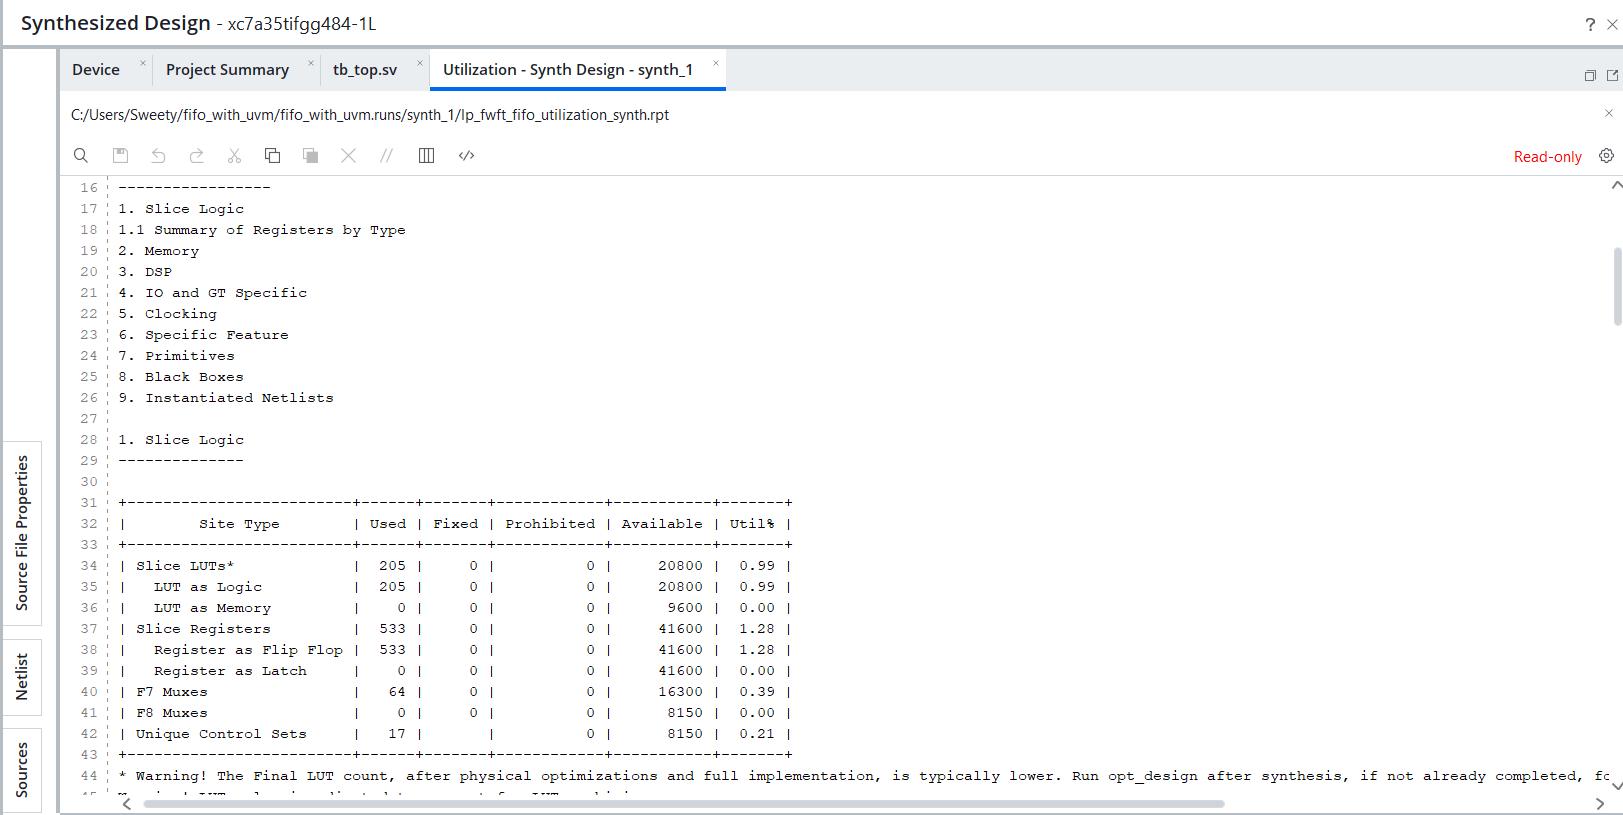 Synthesized Design - xc7a35tifgg484-1L
? ×
Device × Project Summary × tb_top.sv × Utilization - Synth Design - synth_1 ×
C:/Users/Sweety/fifo_with_uvm/fifo_with_uvm.runs/synth_1/lp_fwft_fifo_utilization_synth.rpt
Read-only
16 -----------------
17 1. Slice Logic
18 1.1 Summary of Registers by Type
19 2. Memory
20 3. DSP
21 4. IO and GT Specific
22 5. Clocking
23 6. Specific Feature
24 7. Primitives
25 8. Black Boxes
26 9. Instantiated Netlists
27
28 1. Slice Logic
29 --------------
30
31 +-------------------------+------+-------+------------+-----------+-------+
32 | Site Type | Used | Fixed | Prohibited | Available | Util% |
33 +-------------------------+------+-------+------------+-----------+-------+
34 | Slice LUTs* | 205 | 0 | 0 | 20800 | 0.99 |
35 | LUT as Logic | 205 | 0 | 0 | 20800 | 0.99 |
36 | LUT as Memory | 0 | 0 | 0 | 9600 | 0.00 |
37 | Slice Registers | 533 | 0 | 0 | 41600 | 1.28 |
38 | Register as Flip Flop | 533 | 0 | 0 | 41600 | 1.28 |
39 | Register as Latch | 0 | 0 | 0 | 41600 | 0.00 |
40 | F7 Muxes | 64 | 0 | 0 | 16300 | 0.39 |
41 | F8 Muxes | 0 | 0 | 0 | 8150 | 0.00 |
42 | Unique Control Sets | 17 | | 0 | 8150 | 0.21 |
43 +-------------------------+------+-------+------------+-----------+-------+
44 * Warning! The Final LUT count, after physical optimizations and full implementation, is typically lower. Run opt_design after synthesis, if not already completed,
Source File Properties
Netlist
Sources